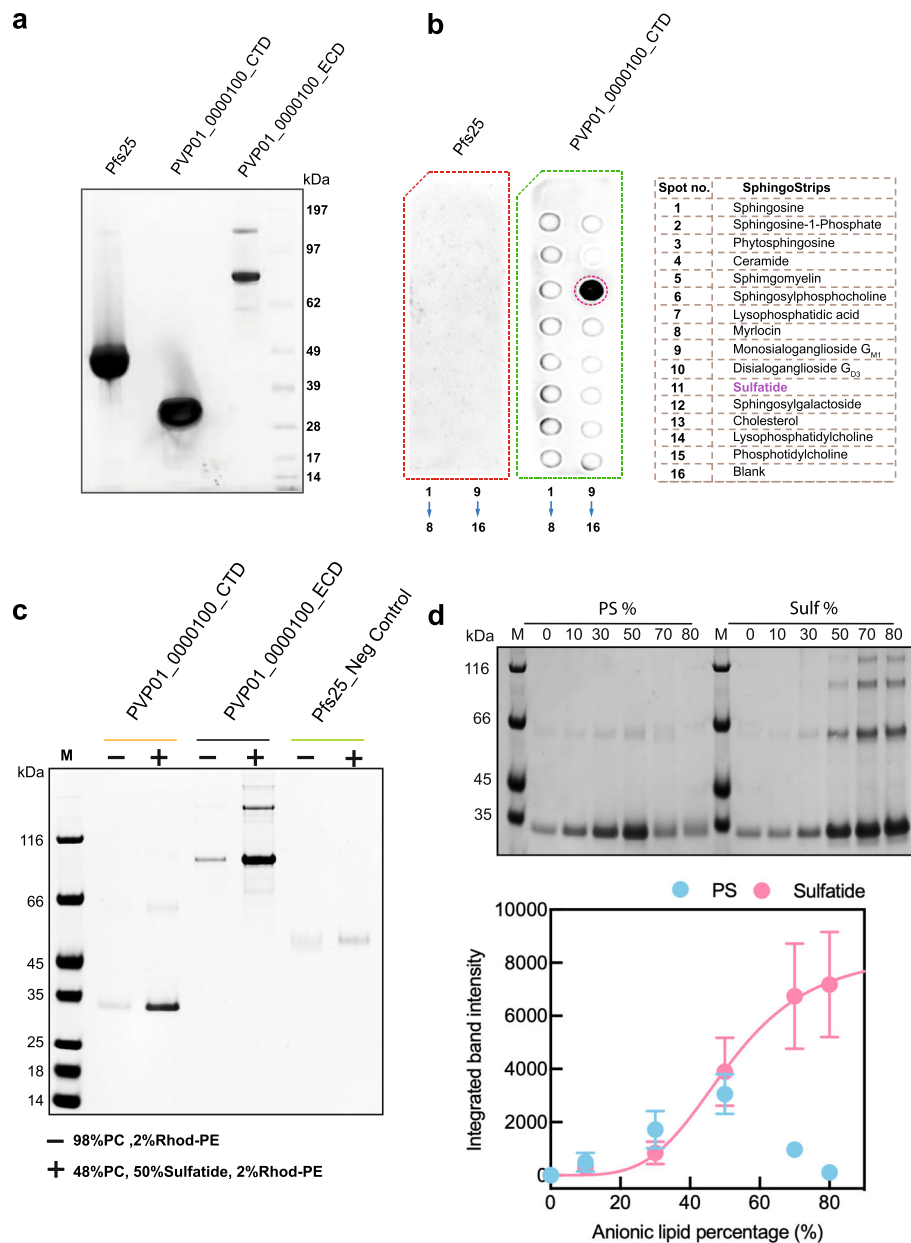 a
Pfs25
PVP01_0000100_CTD
PVP01_0000100_ECD
kDa
197
97
62
49
39
28
17
14
b
Pfs25
PVP01_0000100_CTD
1 9
8 16
1 9
8 16
Spot no. SphingoStrips
1 Sphingosine
2 Sphingosine-1-Phosphate
3 Phytosphingosine
4 Ceramide
5 Sphimgomyelin
6 Sphingosylphosphocholine
7 Lysophosphatidic acid
8 Myrlocin
9 Monosialoganglioside GM1
10 Disialoganglioside GD3
11 Sulfatide
12 Sphingosylgalactoside
13 Cholesterol
14 Lysophosphatidylcholine
15 Phosphotidylcholine
16 Blank
c
PVP01_0000100_CTD
PVP01_0000100_ECD
Pfs25_Neg Control
M − + − + − +
kDa
116
66
45
35
25
18
14
− 98%PC ,2%Rhod-PE
+ 48%PC, 50%Sulfatide, 2%Rhod-PE
d
PS % Sulf %
kDa M 0 10 30 50 70 80 M 0 10 30 50 70 80
116
66
45
35
PS Sulfatide
10000
8000
6000
4000
2000
0
0 20 40 60 80
Integrated band intensity
Anionic lipid percentage (%)